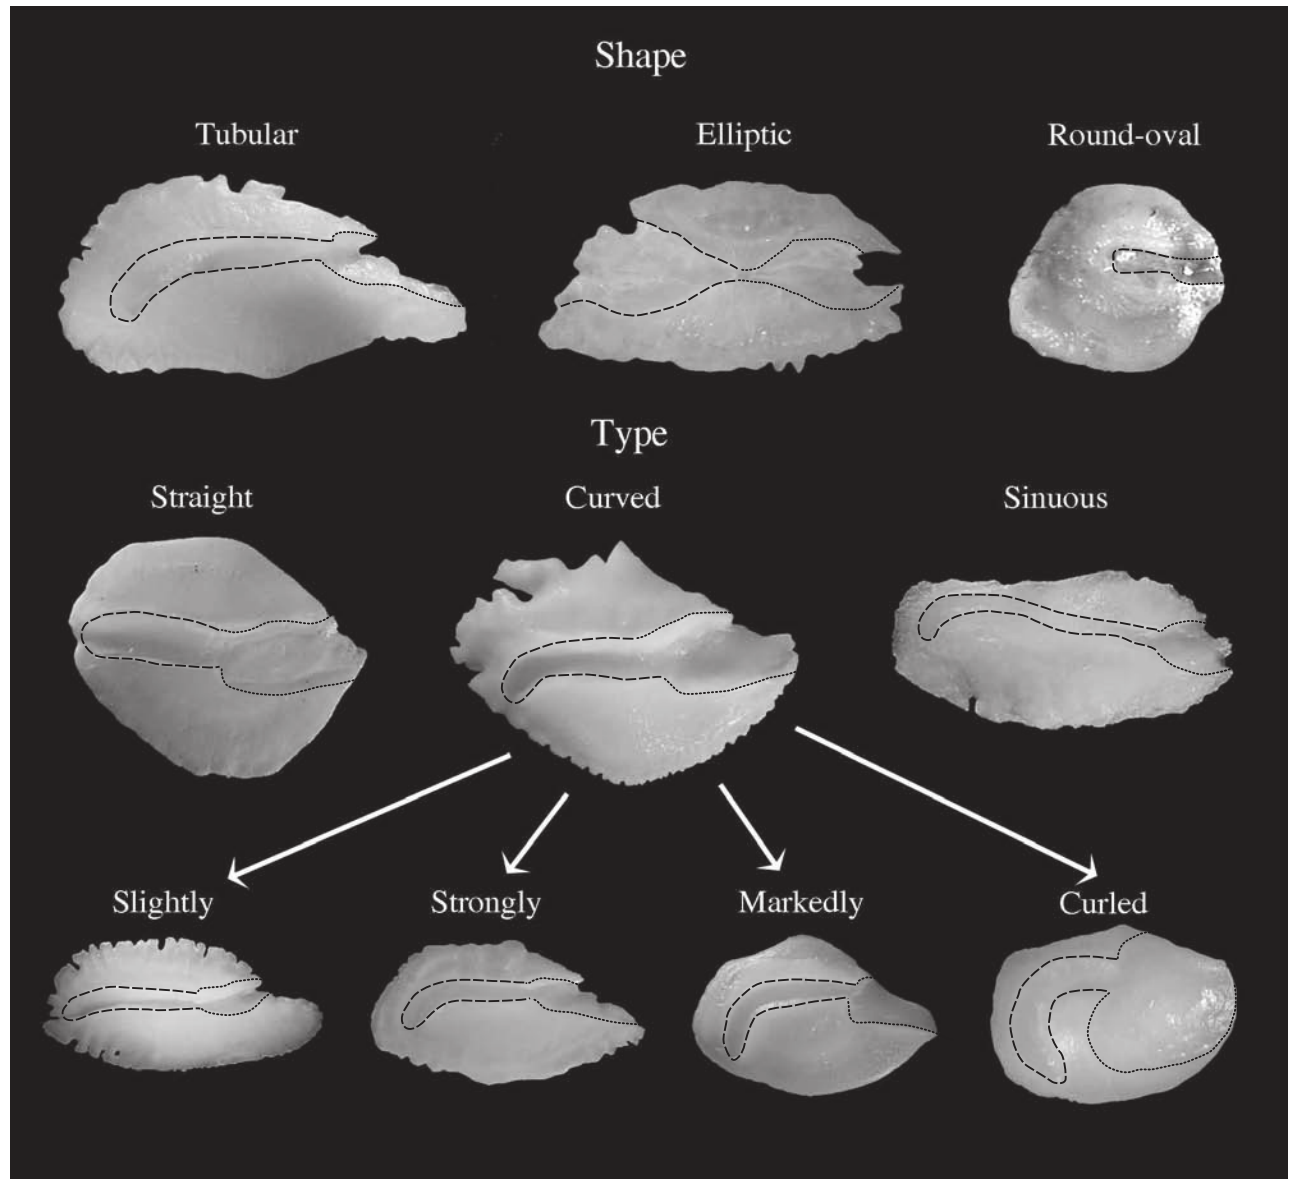 Shape
Tubular
Elliptic
Round-oval
Type
Straight
Curved
Sinuous
Slightly
Strongly
Markedly
Curled